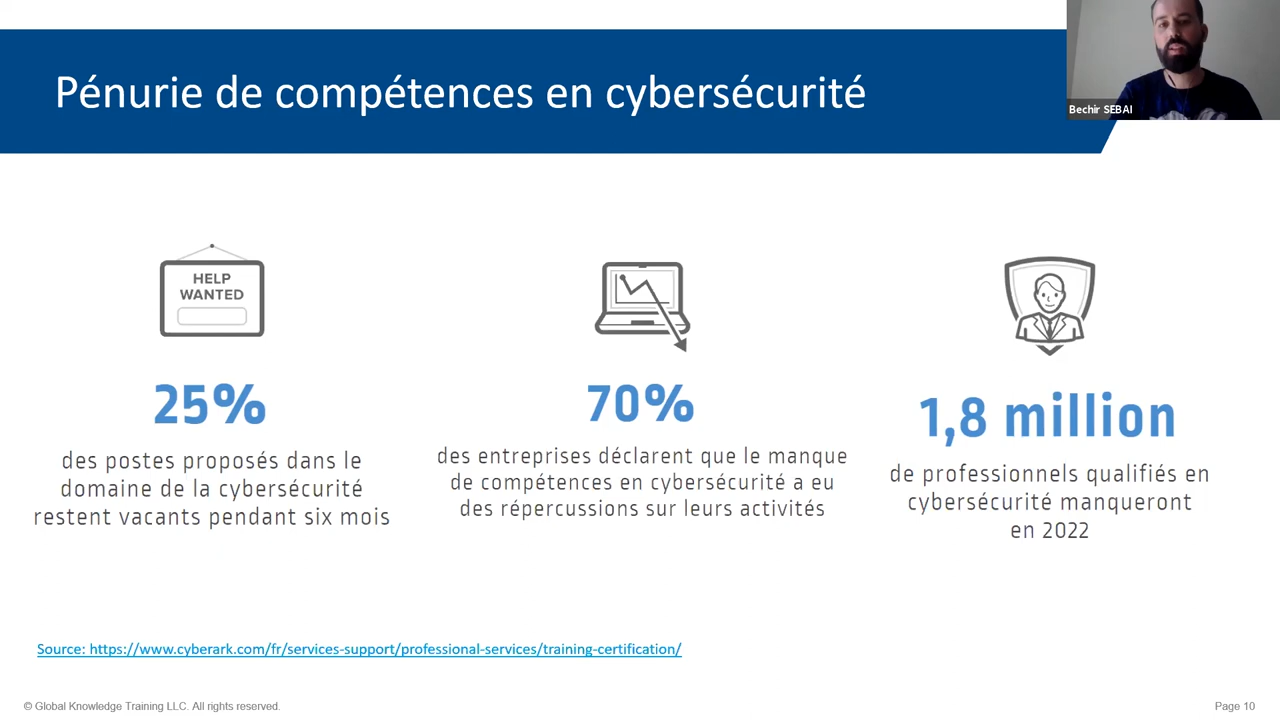 Pénurie de compétences en cybersécurité
Bechir SEBAI
HELP
WANTED
25%
des postes proposés dans le
domaine de la cybersécurité
restent vacants pendant six mois
70%
des entreprises déclarent que le manque
de compétences en cybersécurité a eu
des répercussions sur leurs activités
1,8 million
de professionnels qualifiés en
cybersécurité manqueront
en 2022
Source: https://www.cyberark.com/fr/services-support/professional-services/training-certification/
© Global Knowledge Training LLC. All rights reserved.
Page 10